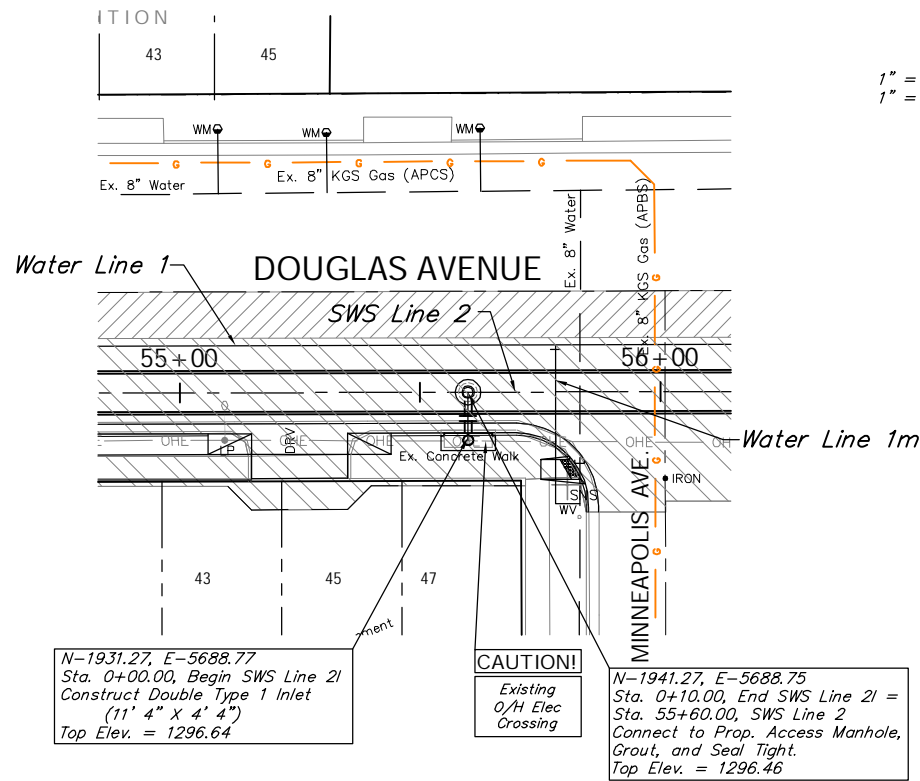 ITION
43
45
1" =
1" =
WM
WM
WM
G
G
G
G
G
Ex. 8" Water
Ex. 8" KGS Gas (APCS)
Ex. 8" Water
Ex. 8" KGS Gas (APBS)
G
G
G
Water Line 1
DOUGLAS AVENUE
SWS Line 2
55+00
56+00
OHE
OHE
OHE
OHE
OHE
OH
P
DRV
Ex. Concrete Walk
Water Line 1m
SNS
WV
IRON
MINNEAPOLIS AVE.
43
45
47
ment
N-1931.27, E-5688.77
Sta. 0+00.00, Begin SWS Line 2I
Construct Double Type 1 Inlet
(11' 4" X 4' 4")
Top Elev. = 1296.64
CAUTION!
Existing
O/H Elec
Crossing
N-1941.27, E-5688.75
Sta. 0+10.00, End SWS Line 2I =
Sta. 55+60.00, SWS Line 2
Connect to Prop. Access Manhole,
Grout, and Seal Tight.
Top Elev. = 1296.46